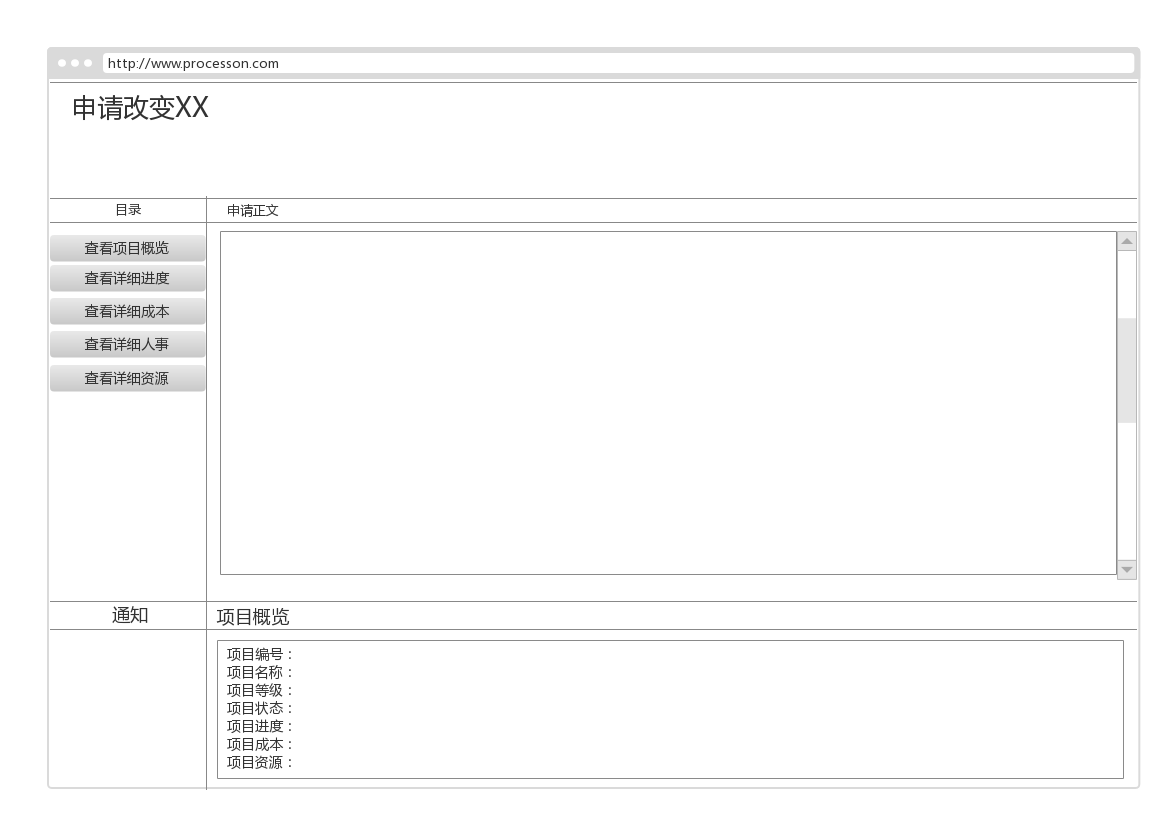 http://www.processon.com
申请改变XX
目录
申请正文
查看项目概览
查看详细进度
查看详细成本
查看详细人事
查看详细资源
通知
项目概览
项目编号：
项目名称：
项目等级：
项目状态：
项目进度：
项目成本：
项目资源：